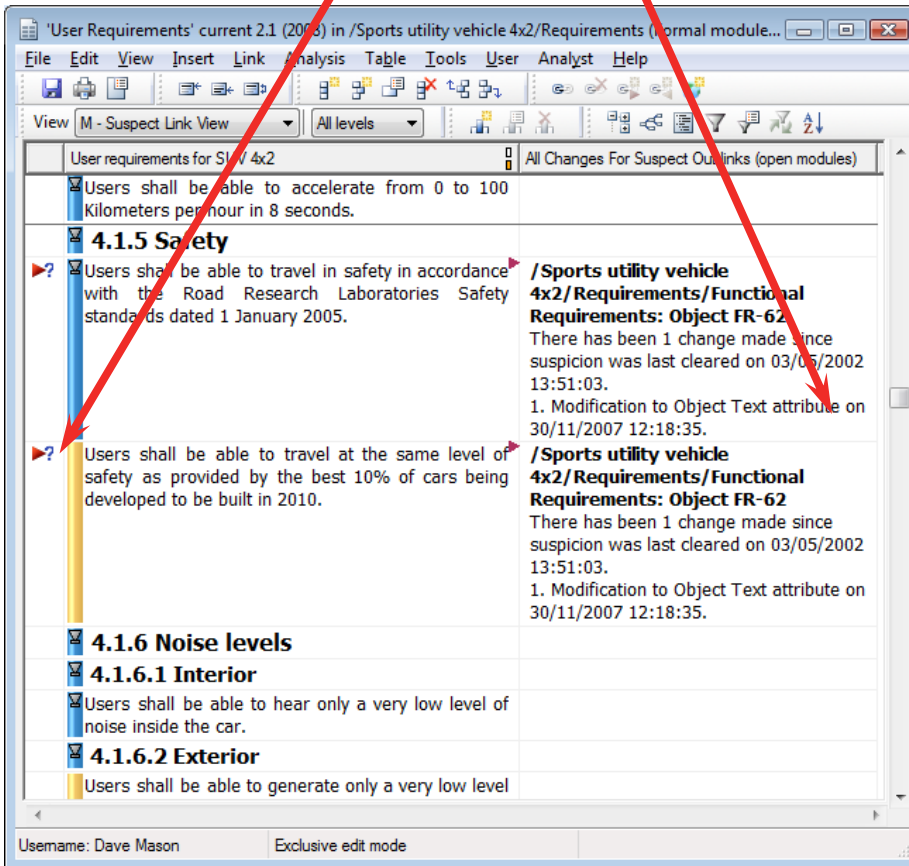 'User Requirements' current 2.1 (2008) in /Sports utility vehicle 4x2/Requirements (formal module...
File Edit View Insert Link Analysis Table Tools User Analyst Help
View M - Suspect Link View All levels
User requirements for SUV 4x2 All Changes For Suspect Out-links (open modules)
Users shall be able to accelerate from 0 to 100
Kilometers per hour in 8 seconds.
4.1.5 Safety
Users shall be able to travel in safety in accordance
with the Road Research Laboratories Safety
standards dated 1 January 2005.
/Sports utility vehicle
4x2/Requirements/Functional
Requirements: Object FR-62
There has been 1 change made since
suspicion was last cleared on 03/05/2002
13:51:03.
1. Modification to Object Text attribute on
30/11/2007 12:18:35.
Users shall be able to travel at the same level of
safety as provided by the best 10% of cars being
developed to be built in 2010.
/Sports utility vehicle
4x2/Requirements/Functional
Requirements: Object FR-62
There has been 1 change made since
suspicion was last cleared on 03/05/2002
13:51:03.
1. Modification to Object Text attribute on
30/11/2007 12:18:35.
4.1.6 Noise levels
4.1.6.1 Interior
Users shall be able to hear only a very low level of
noise inside the car.
4.1.6.2 Exterior
Users shall be able to generate only a very low level
Username: Dave Mason Exclusive edit mode